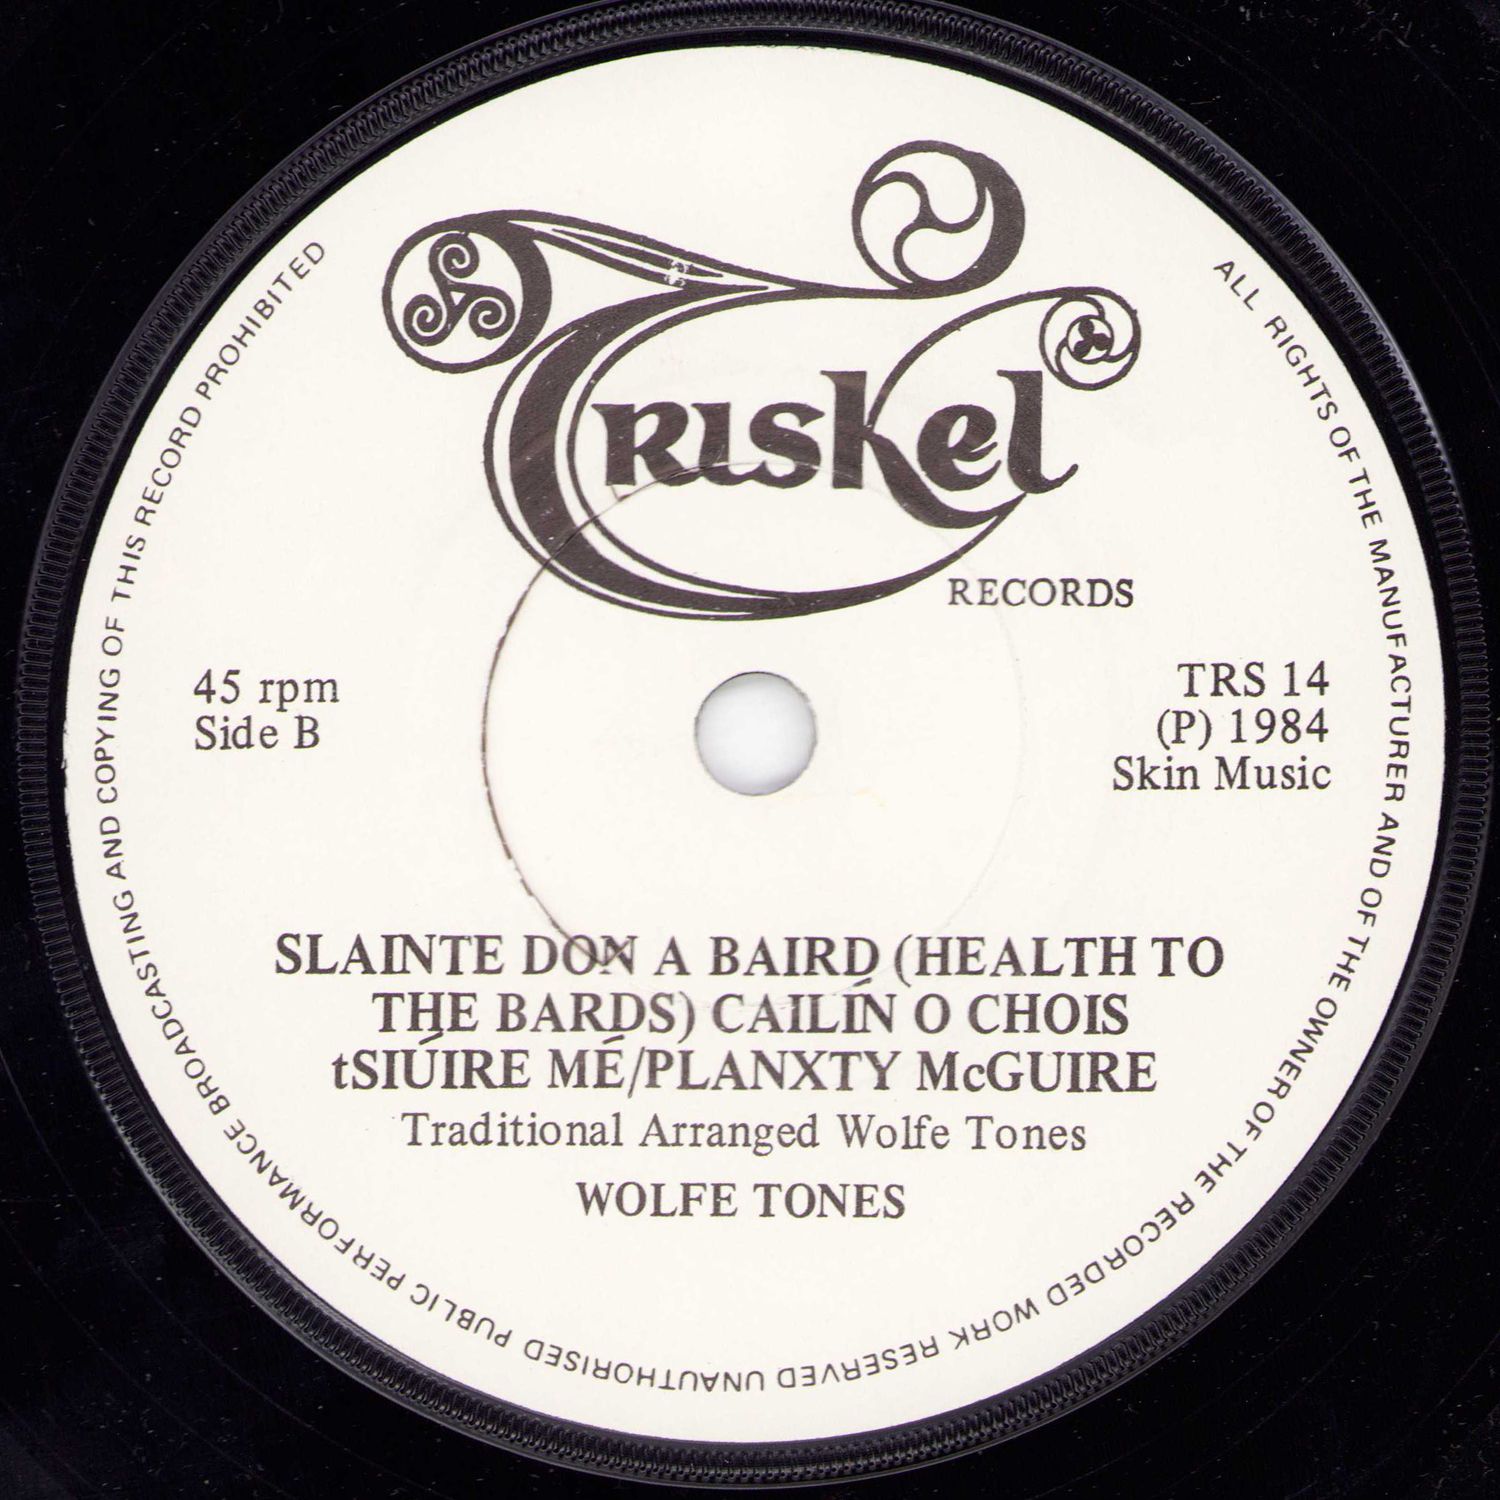 Triskel
RECORDS
45 rpm
Side B
TRS 14
(P) 1984
Skin Music
SLAINTE DON A BAIRD (HEALTH TO
THE BARDS) CAILÍN O CHOIS
tSIÚIRE MÉ/PLANXTY McGUIRE
Traditional Arranged Wolfe Tones
WOLFE TONES
ALL RIGHTS OF THE MANUFACTURER AND OF THE OWNER OF THE RECORDED WORK RESERVED UNAUTHORISED PUBLIC PERFORMANCE BROADCASTING AND COPYING OF THIS RECORD PROHIBITED